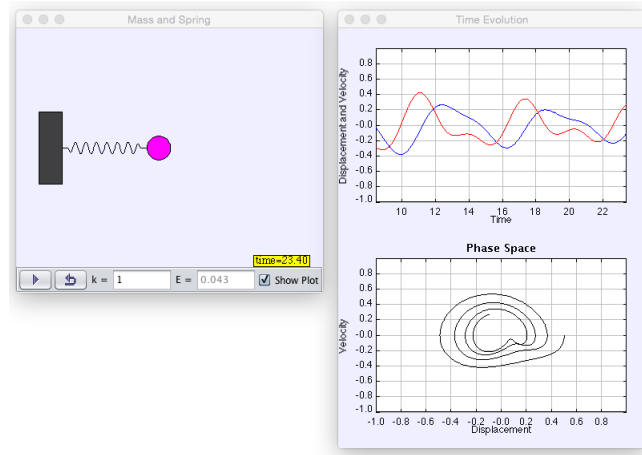 Mass and Spring
time=23.40
k = 1 E = 0.043 Show Plot
Time Evolution
Displacement and Velocity
0.8
0.6
0.4
0.2
-0.0
-0.2
-0.4
-0.6
-0.8
-1.0
10 12 14 16 18 20 22
Time
Phase Space
Velocity
0.8
0.6
0.4
0.2
-0.0
-0.2
-0.4
-0.6
-0.8
-1.0
-1.0 -0.8 -0.6 -0.4 -0.2 -0.0 0.2 0.4 0.6 0.8
Displacement